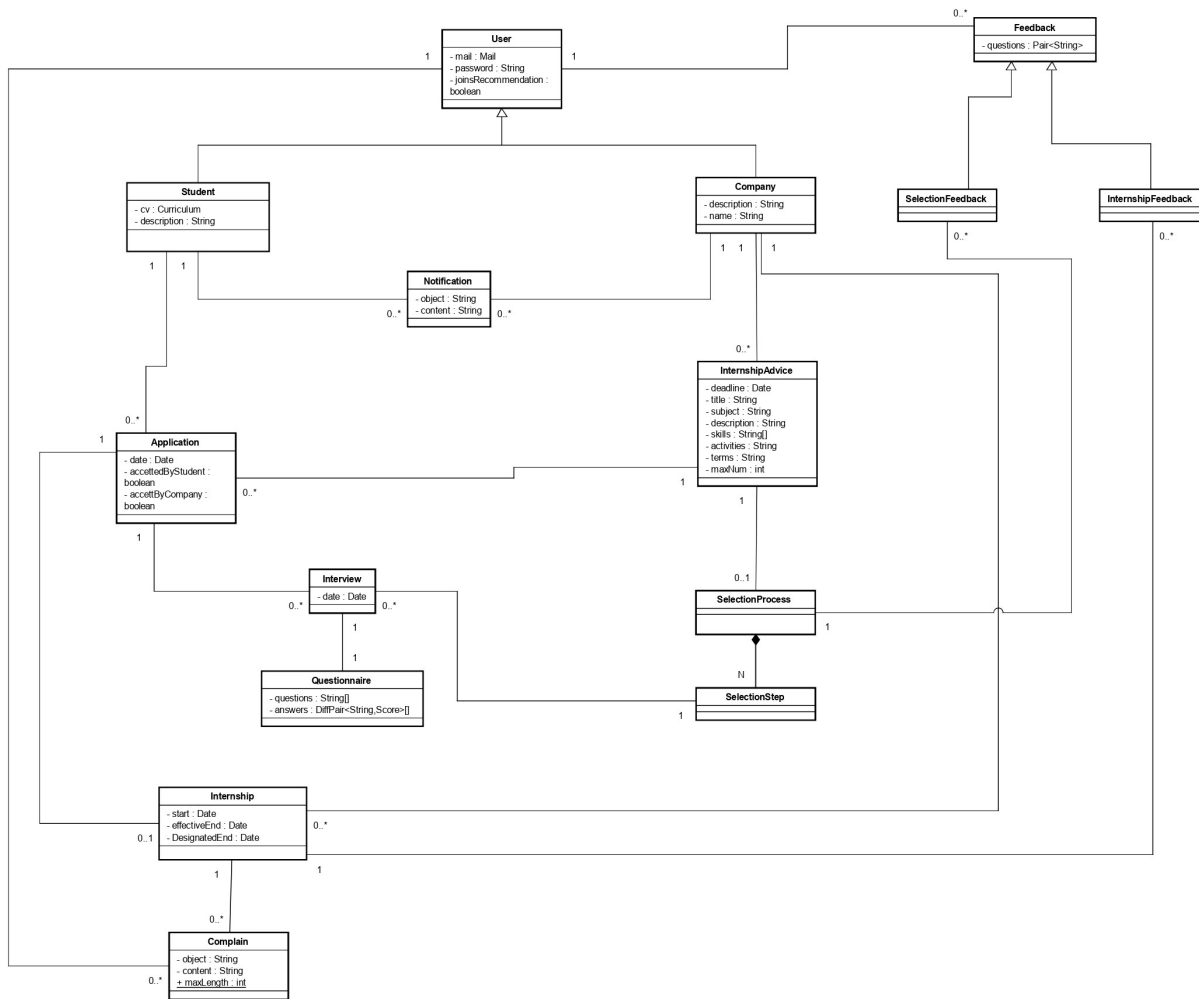 0..*
Feedback
- questions : Pair<String>
User
- mail : Mail
- password : String
- joinsRecommendation :
boolean
1
1
Student
- cv : Curriculum
- description : String
Company
- description : String
- name : String
SelectionFeedback
InternshipFeedback
0..*
0..*
1
1
1
1
1
Notification
- object : String
- content : String
0..*
0..*
0..*
InternshipAdvice
- deadline : Date
- title : String
- subject : String
- description : String
- skills : String[]
- activities : String
- terms : String
- maxNum : int
0..*
1
Application
- date : Date
- accettedByStudent :
boolean
- accettByCompany :
boolean
0..*
1
1
1
Interview
- date : Date
0..*
0..*
0..1
SelectionProcess
1
1
1
Questionnaire
- questions : String[]
- answers : DiffPair<String,Score>[]
N
SelectionStep
1
Internship
- start : Date
- effectiveEnd : Date
- DesignatedEnd : Date
0..1
0..*
1
1
0..*
Complain
- object : String
- content : String
+ maxLength : int
0..*